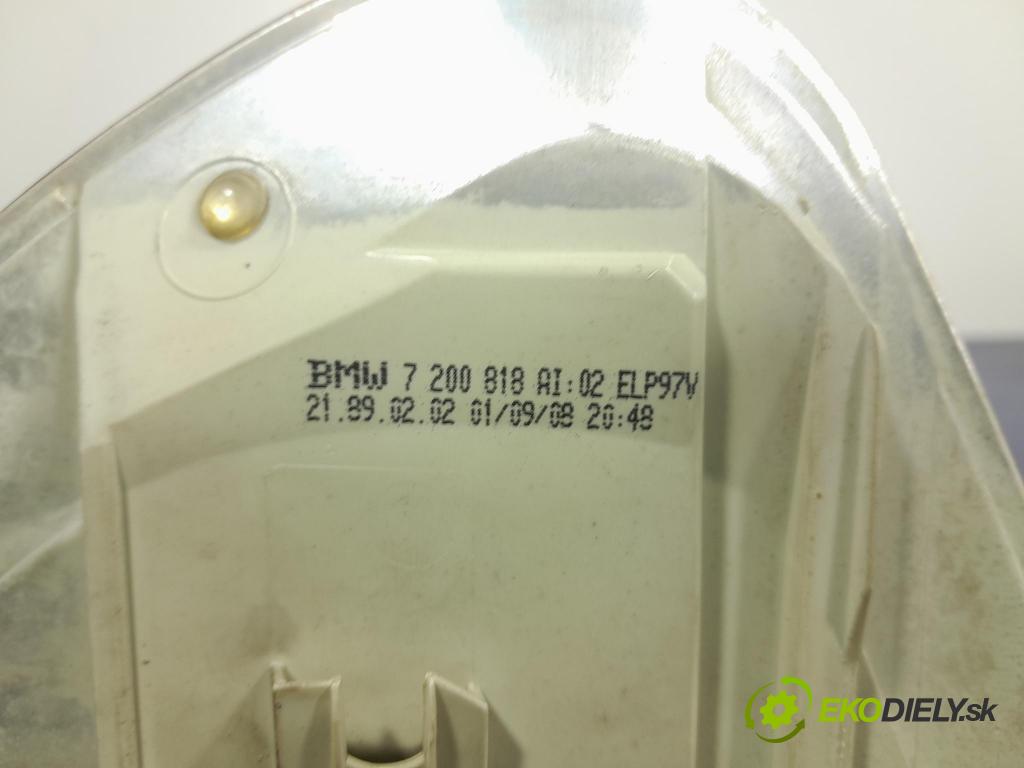 BMW 7 200 818 AI:02 ELP97V
21.89.02.02 01/09/08 20:48
EKODIELY.sk